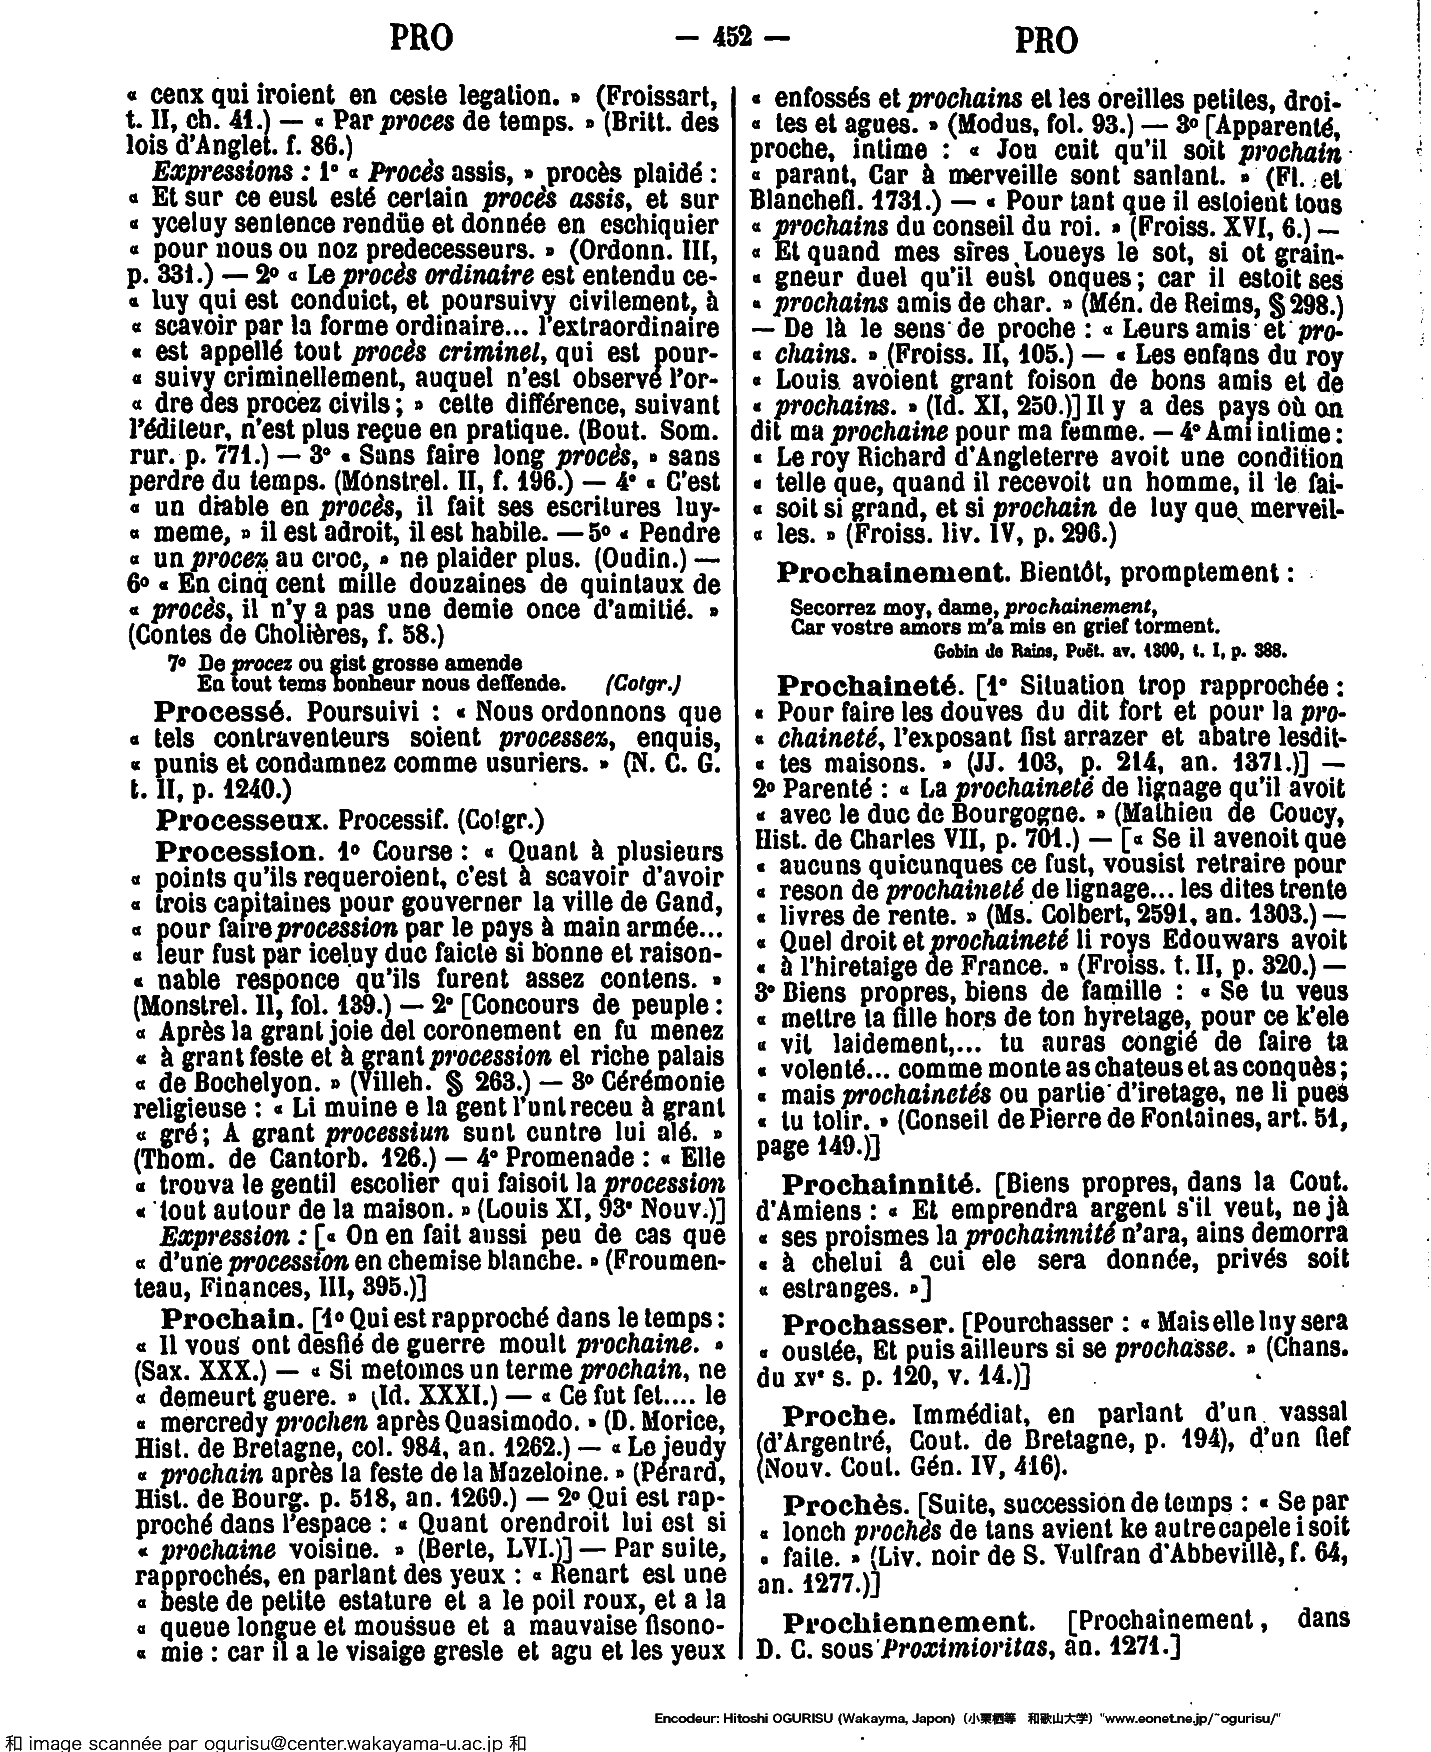 PRO
— 452 —
PRO
« cenx qui iroient en ceste legation. » (Froissart,
t. II, ch. 41.) — « Par proces de temps. » (Britt. des
lois d'Anglet. f. 86.)
Expressions : 1° « Procès assis, » procès plaidé :
« Et sur ce eust esté certain procès assis, et sur
« yceluy sentence rendüe et donnée en eschiquier
« pour nous ou noz predecesseurs. » (Ordonn. III,
p. 331.) — 2° « Le procès ordinaire est entendu ce-
« luy qui est conduict, et poursuivy civilement, à
« scavoir par la forme ordinaire... l'extraordinaire
« est appellé tout procès criminel, qui est pour-
« suivy criminellement, auquel n'est observé l'or-
« dre des procez civils ; » cette différence, suivant
l'éditeur, n'est plus reçue en pratique. (Bout. Som.
rur. p. 771.) — 3° « Sans faire long procès, » sans
perdre du temps. (Monstrel. II, f. 196.) — 4° « C'est
« un diable en procès, il fait ses escritures luy-
« meme, » il est adroit, il est habile. — 5° « Pendre
« un procez au croc, » ne plaider plus. (Oudin.) —
6° « En cinq cent mille douzaines de quintaux de
« procès, il n'y a pas une demie once d'amitié. »
(Contes de Cholières, f. 58.)
7° De procez ou gist grosse amende
En tout tems bonheur nous deffende. (Cotgr.)
Processé. Poursuivi : « Nous ordonnons que
« tels contraventeurs soient processez, enquis,
« punis et condamnez comme usuriers. » (N. C. G.
t. II, p. 1240.)
Processeux. Processif. (Cotgr.)
Procession. 1° Course : « Quant à plusieurs
« points qu'ils requeroient, c'est à scavoir d'avoir
« trois capitaines pour gouverner la ville de Gand,
« pour faire procession par le pays à main armée...
« leur fust par iceluy duc faicte si bonne et raison-
« nable responce qu'ils furent assez contens. »
(Monstrel. II, fol. 139.) — 2° [Concours de peuple :
« Après la grant joie del coronement en fu menez
« à grant feste et à grant procession el riche palais
« de Bochelyon. » (Villeh. § 263.) — 3° Cérémonie
religieuse : « Li muine e la gent l'unt receu à grant
« gré ; A grant processiun sunt cuntre lui alé. »
(Thom. de Cantorb. 126.) — 4° Promenade : « Elle
« trouva le gentil escolier qui faisoit la procession
« tout autour de la maison. » (Louis XI, 93e Nouv.)]
Expression : [« On en fait aussi peu de cas que
« d'une procession en chemise blanche. » (Froumen-
teau, Finances, III, 395.)]
Prochain. [1° Qui est rapproché dans le temps :
« Il vous ont desfié de guerre moult prochaine. »
(Sax. XXX.) — « Si metomes un terme prochain, ne
« demeurt guere. » (Id. XXXI.) — « Ce fut fet.... le
« mercredy prochen après Quasimodo. » (D. Morice,
Hist. de Bretagne, col. 984, an. 1262.) — « Le jeudy
« prochain après la feste de la Mazeloine. » (Pérard,
Hist. de Bourg. p. 518, an. 1269.) — 2° Qui est rap-
proché dans l'espace : « Quant orendroit lui est si
« prochaine voisine. » (Berte, LVI.)] — Par suite,
rapprochés, en parlant des yeux : « Renart est une
« beste de petite estature et a le poil roux, et a la
« queue longue et moussue et a mauvaise fisono-
« mie : car il a le visaige gresle et agu et les yeux
« enfossés et prochains et les oreilles petites, droi-
« tes et agues. » (Modus, fol. 93.) — 3° [Apparenté,
proche, intime : « Jou cuit qu'il soit prochain
« parant, Car à merveille sont sanlant. » (Fl. et
Blanchefl. 1731.) — « Pour tant que il estoient tous
« prochains du conseil du roi. » (Froiss. XVI, 6.) —
« Et quand mes sires Loueys le sot, si ot grain-
« gneur duel qu'il eust onques ; car il estoit ses
« prochains amis de char. » (Mén. de Reims, § 298.)
— De là le sens de proche : « Leurs amis et pro-
« chains. » (Froiss. II, 105.) — « Les enfans du roy
« Louis avoient grant foison de bons amis et de
« prochains. » (Id. XI, 250.)] Il y a des pays où on
dit ma prochaine pour ma femme. — 4° Ami intime :
« Le roy Richard d'Angleterre avoit une condition
« telle que, quand il recevoit un homme, il le fai-
« soit si grand, et si prochain de luy que merveil-
« les. » (Froiss. liv. IV, p. 296.)
Prochainement. Bientôt, promptement :
Secorrez moy, dame, prochainement,
Car vostre amors m'a mis en grief torment.
Gobin de Rains, Poët. av. 1300, t. I, p. 388.
Prochaineté. [1° Situation trop rapprochée :
« Pour faire les douves du dit fort et pour la pro-
« chaineté, l'exposant fist arrazer et abatre lesdit-
« tes maisons. » (JJ. 103, p. 214, an. 1371.)] —
2° Parenté : « La prochaineté de lignage qu'il avoit
« avec le duc de Bourgogne. » (Mathieu de Coucy,
Hist. de Charles VII, p. 701.) — [« Se il avenoit que
« aucuns quicunques ce fust, vousist retraire pour
« reson de prochaineté de lignage... les dites trente
« livres de rente. » (Ms. Colbert, 2591, an. 1303.) —
« Quel droit et prochaineté li roys Edouwars avoit
« à l'hiretaige de France. » (Froiss. t. II, p. 320.) —
3° Biens propres, biens de famille : « Se tu veus
« mettre ta fille hors de ton hyretage, pour ce k'ele
« vit laidement,... tu auras congié de faire ta
« volenté... comme monte as chateus et as conquès ;
« mais prochainetés ou partie d'iretage, ne li pues
« tu tolir. » (Conseil de Pierre de Fontaines, art. 51,
page 149.)]
Prochainnité. [Biens propres, dans la Cout.
d'Amiens : « Et emprendra argent s'il veut, ne jà
« ses proismes la prochainnité n'ara, ains demorra
« à chelui â cui ele sera donnée, privés soit
« estranges. »]
Prochasser. [Pourchasser : « Mais elle luy sera
« oustée, Et puis ailleurs si se prochasse. » (Chans.
du xve s. p. 120, v. 14.)]
Proche. Immédiat, en parlant d'un vassal
(d'Argentré, Cout. de Bretagne, p. 194), d'un fief
(Nouv. Cout. Gén. IV, 416).
Prochès. [Suite, succession de temps : « Se par
« lonch prochès de tans avient ke autre capele i soit
« faite. » (Liv. noir de S. Vulfran d'Abbeville, f. 64,
an. 1277.)]
Prochiennement. [Prochainement, dans
D. C. sous Proximioritas, an. 1271.]
Encodeur: Hitoshi OGURISU (Wakayma, Japon) (小栗栖等 和歌山大学) "www.eonet.ne.jp/~ogurisu/"
和 image scannée par ogurisu@center.wakayama-u.ac.jp 和